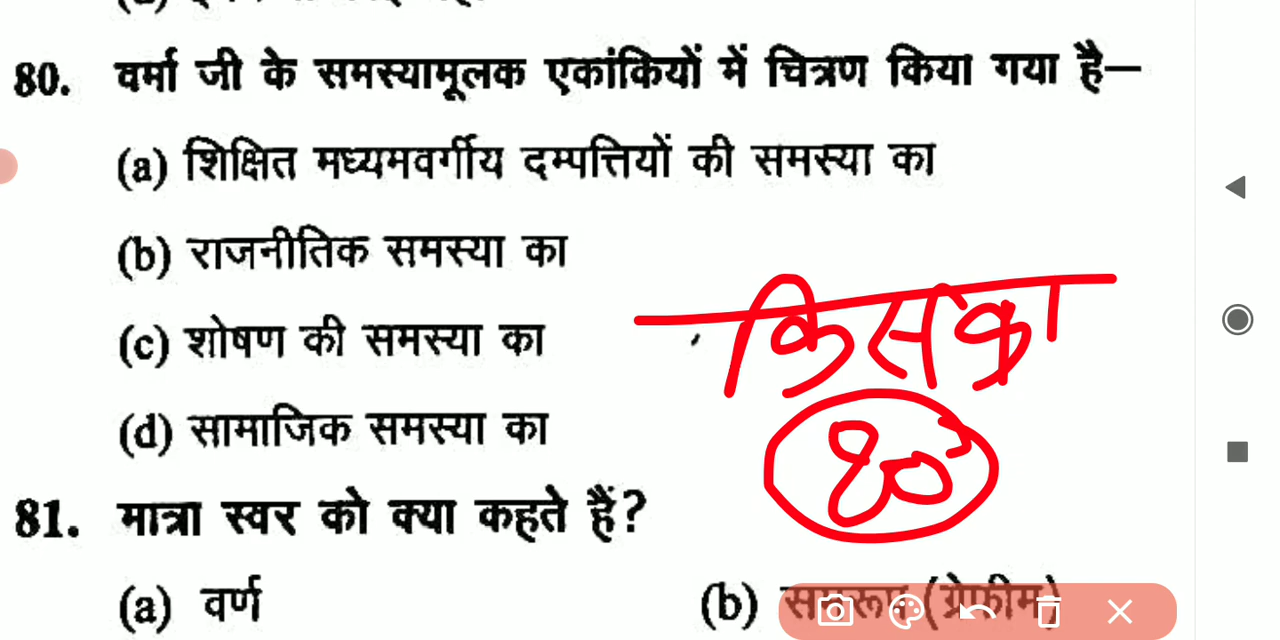 80. वर्मा जी के समस्यामूलक एकांकियों में चित्रण किया गया है—
(a) शिक्षित मध्यमवर्गीय दम्पत्तियों की समस्या का
(b) राजनीतिक समस्या का
(c) शोषण की समस्या का
किसका
(d) सामाजिक समस्या का
80
81. मात्रा स्वर को क्या कहते हैं?
(a) वर्ण (b) (ग्रेफीम)